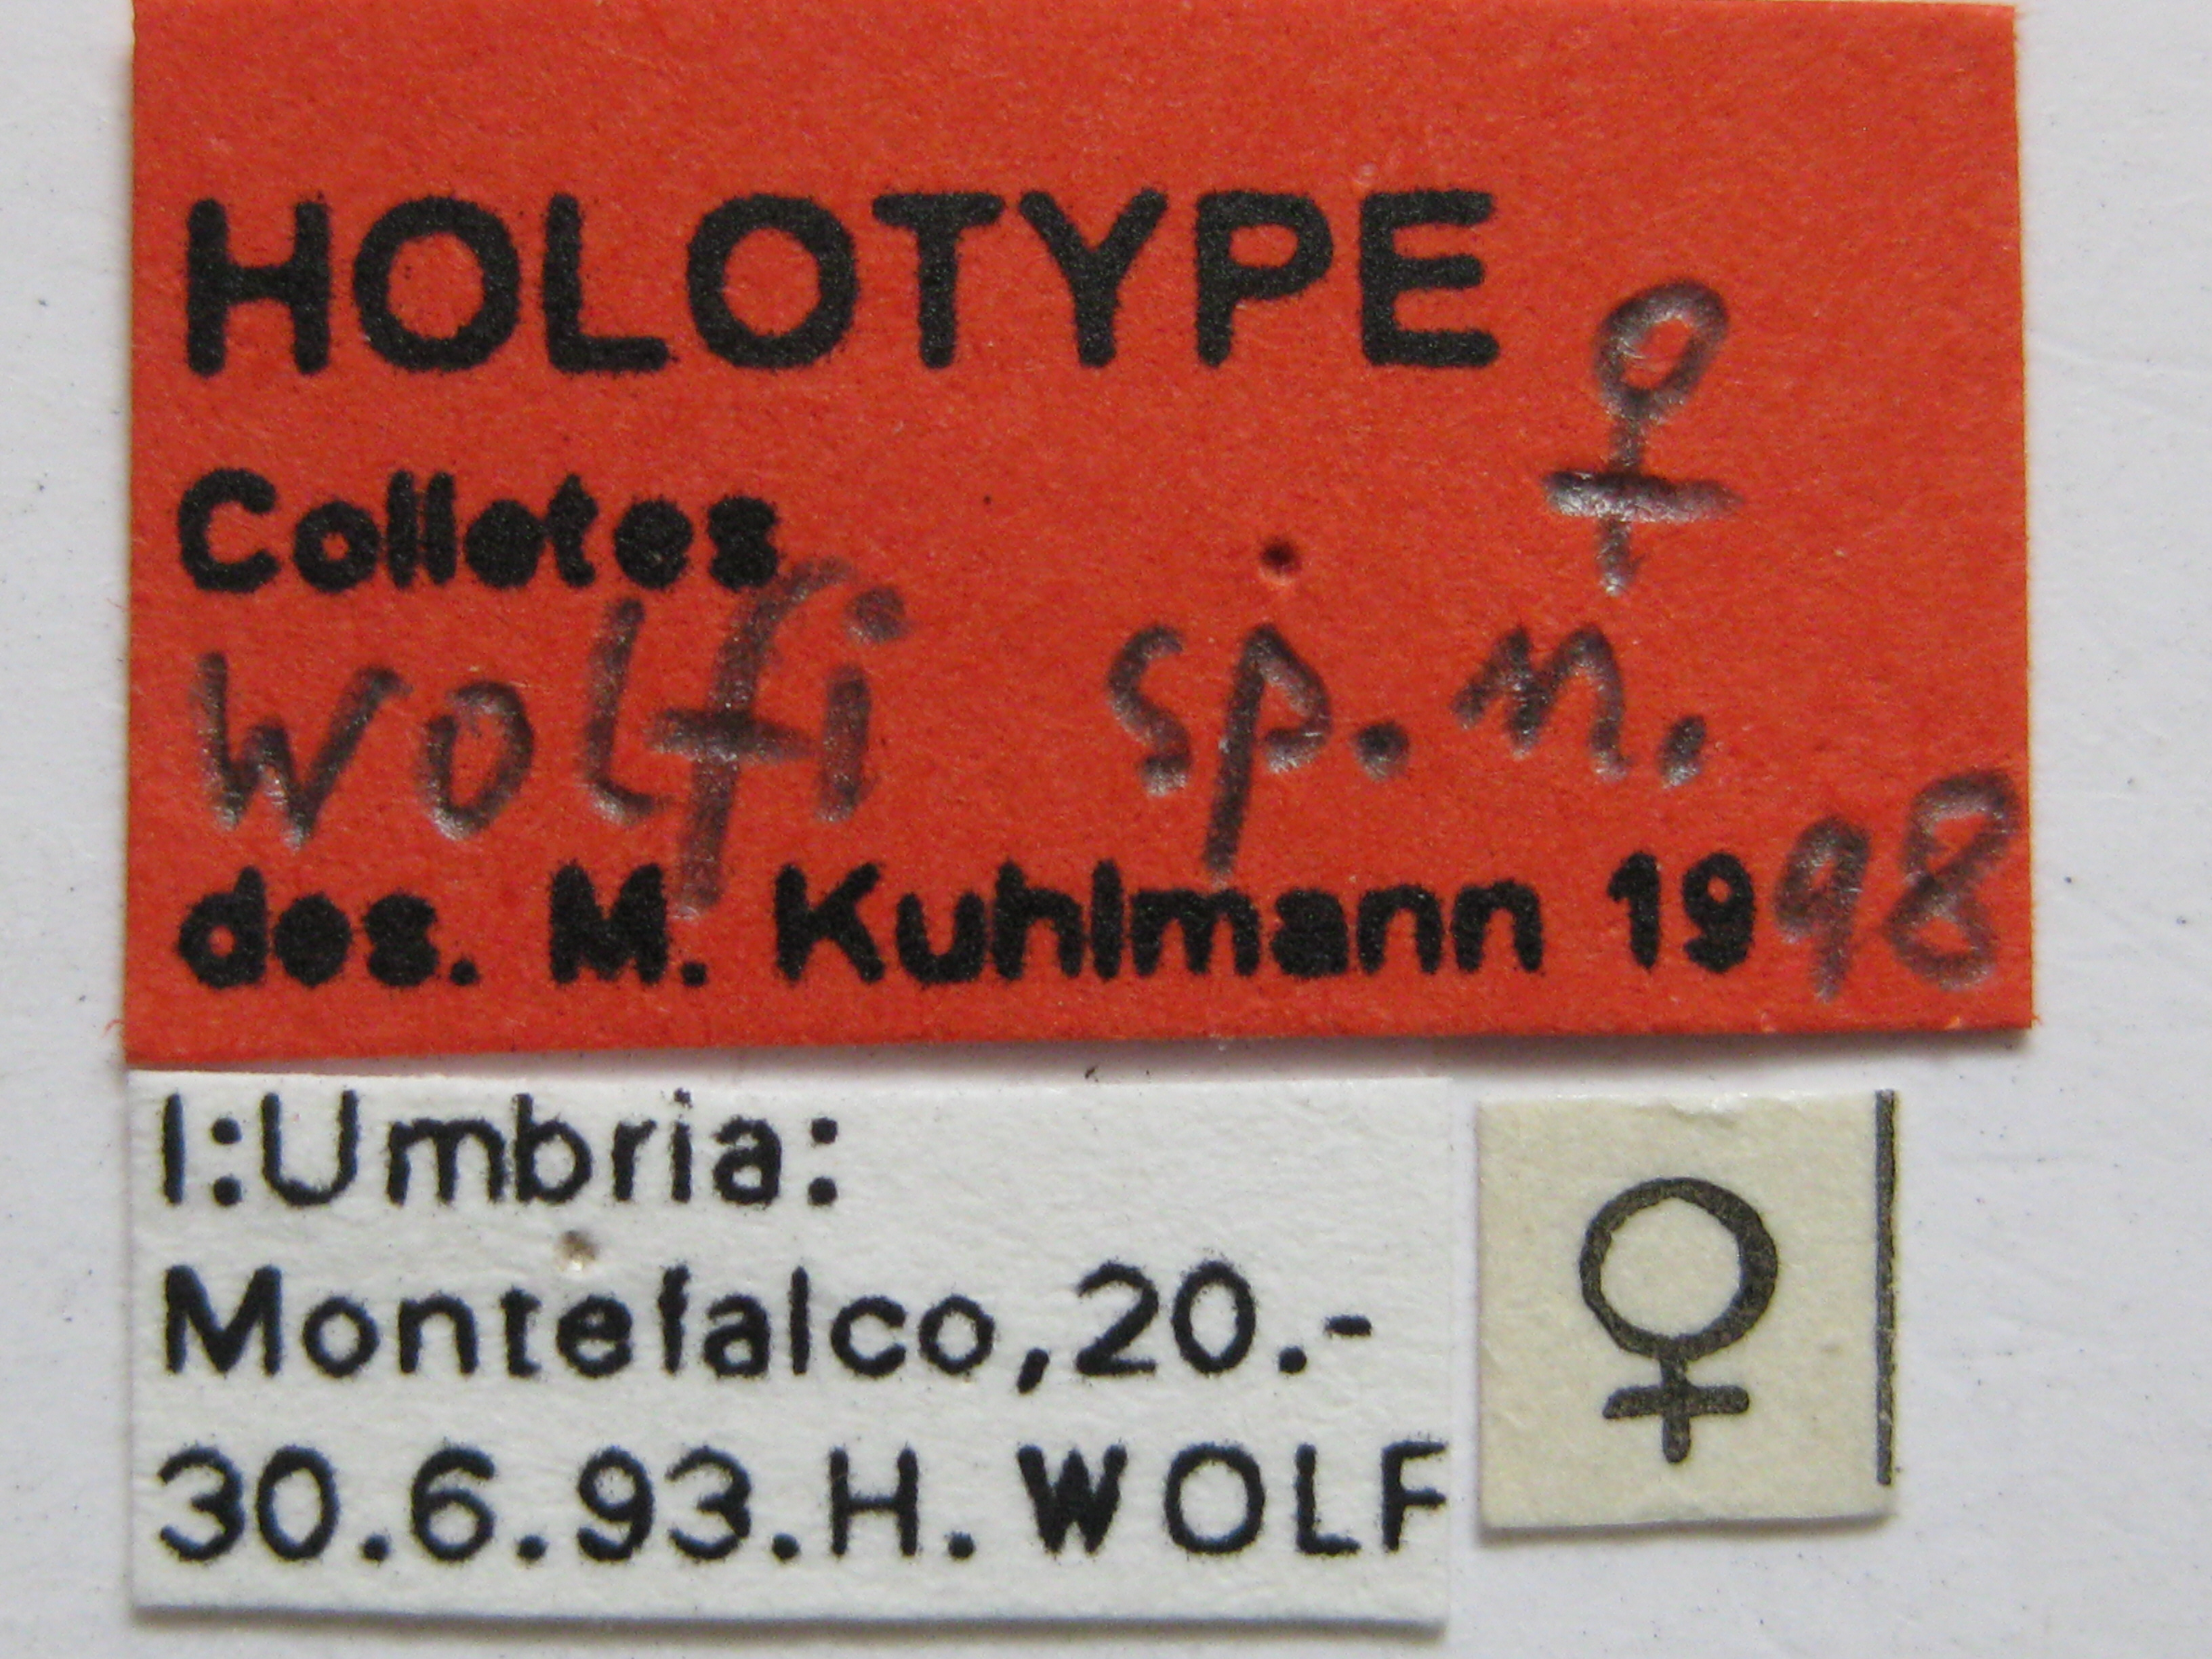 HOLOTYPE ♀
Colletes
wolfi sp. n.
des. M. Kuhlmann 1998
I:Umbria:
Montefalco,20.-
30.6.93.H. WOLF
♀